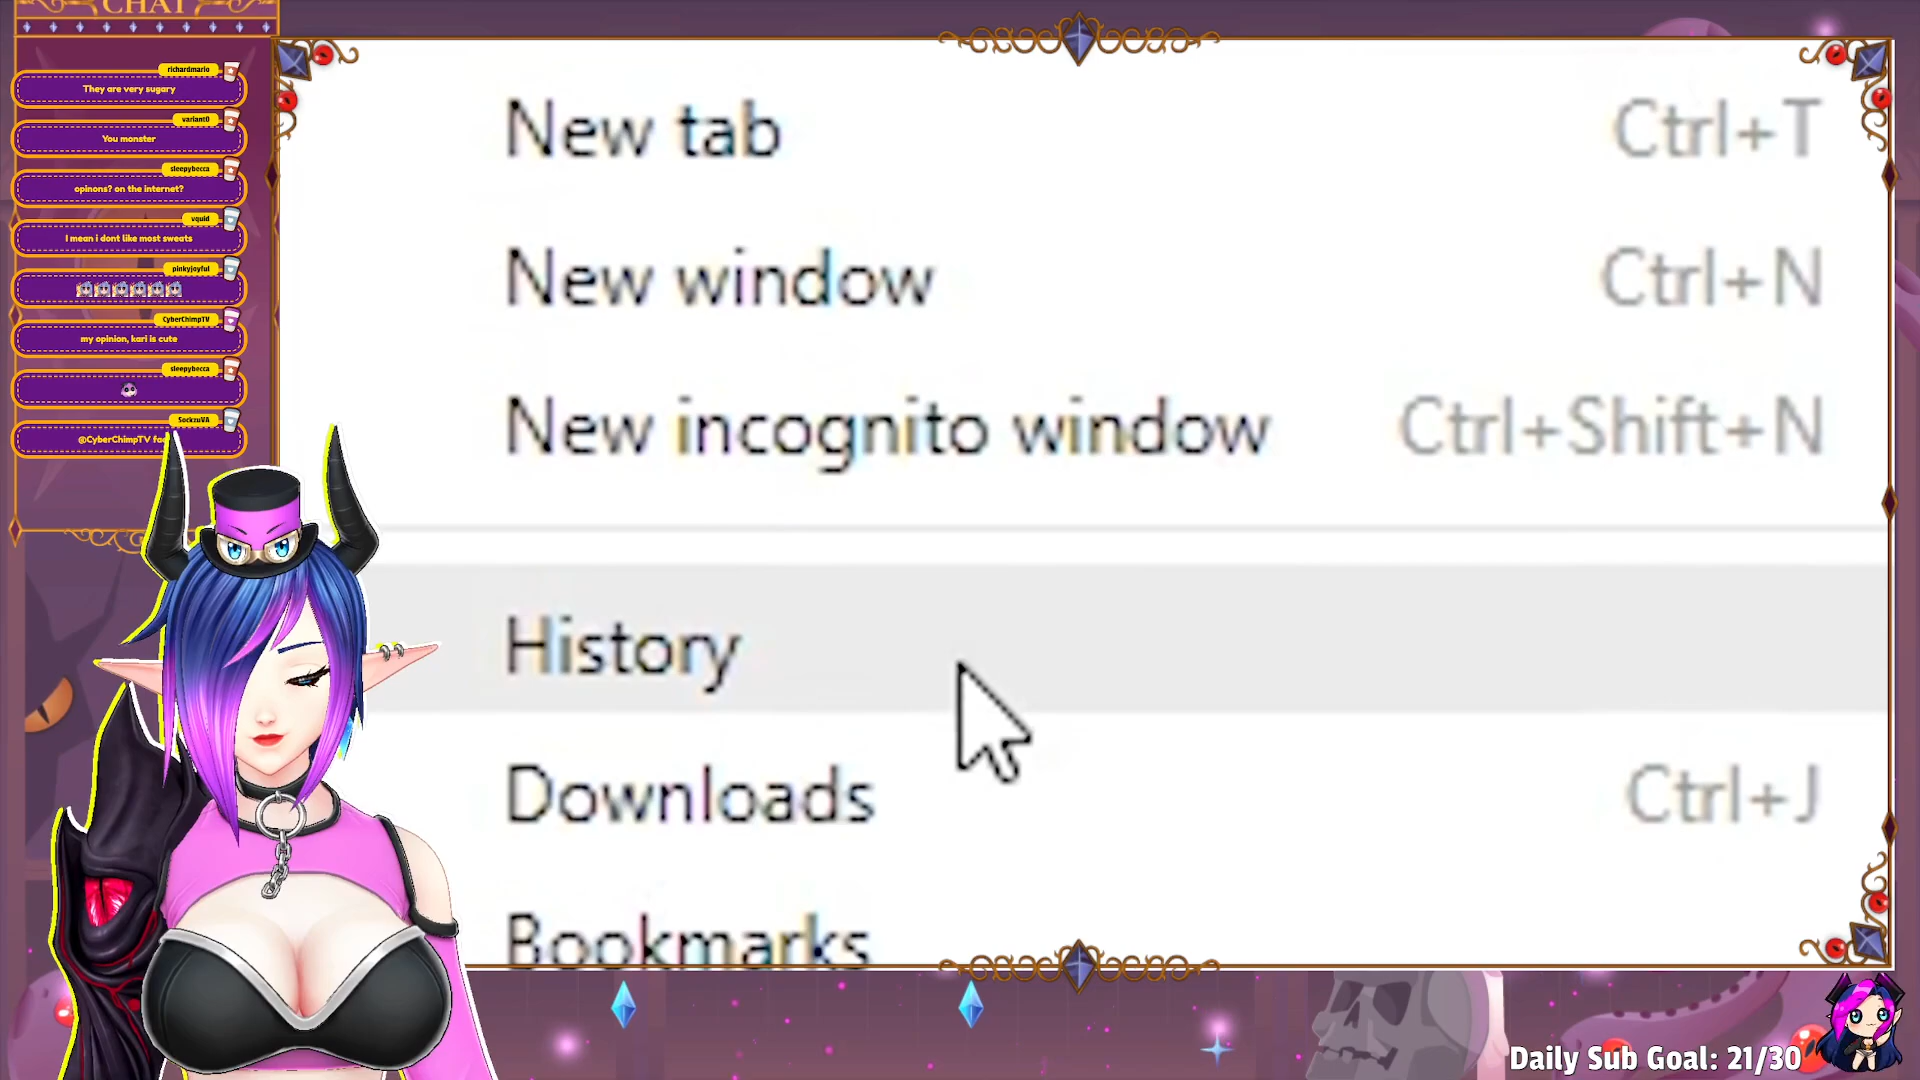 CHAT
richardmario
They are very sugary
variant0
You monster
sleepybecca
opinons? on the internet?
vquid
I mean i dont like most sweats
pinkyjoyful
CyberChimpTV
my opinion, kari is cute
sleepybecca
SockzuVA
@CyberChimpTV
New tab Ctrl+T
New window Ctrl+N
New incognito window Ctrl+Shift+N
History
Downloads Ctrl+J
Bookmarks
Daily Sub Goal: 21/30